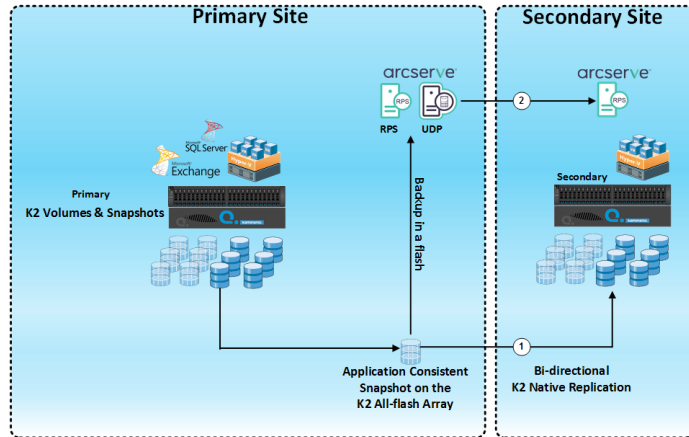 Primary Site
Secondary Site
arcserve®
RPS
RPS
UDP
2
arcserve®
RPS
Microsoft
SQL Server
Microsoft
Exchange
Hyper-V
Hyper-V
Primary
K2 Volumes & Snapshots
Secondary
Backup in a flash
1
Application Consistent
Snapshot on the
K2 All-flash Array
Bi-directional
K2 Native Replication